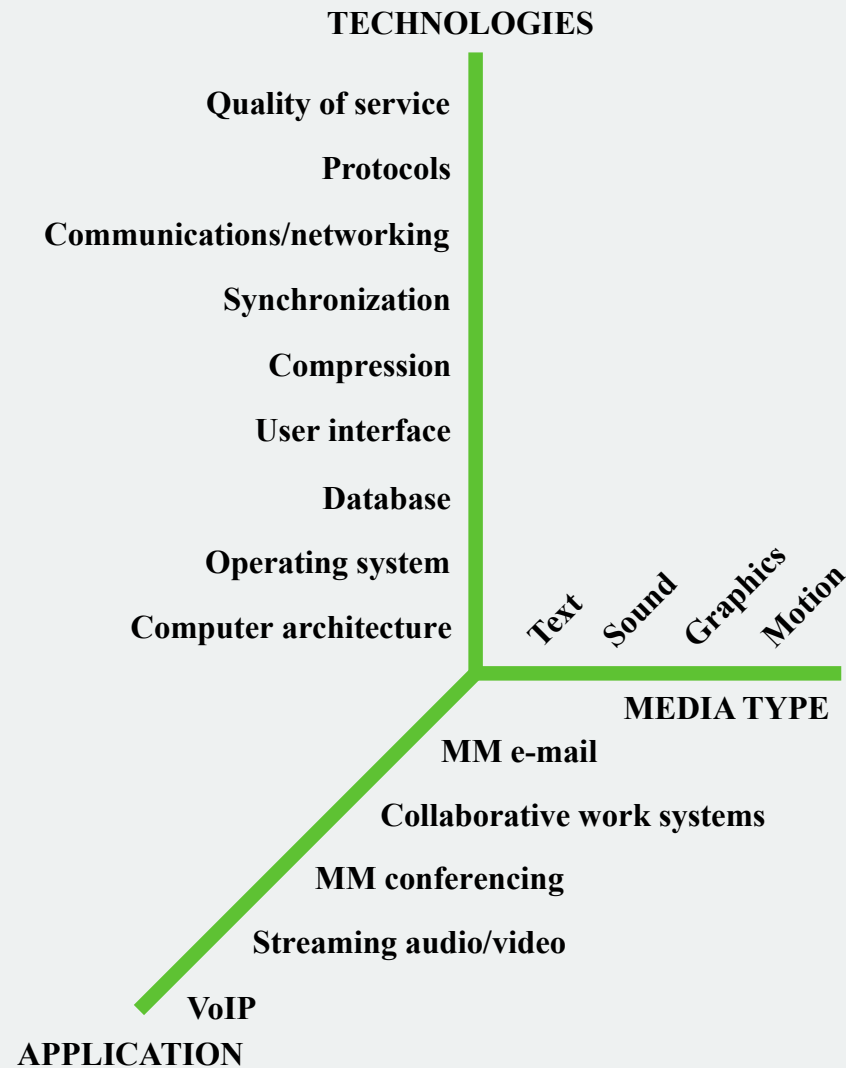 TECHNOLOGIES
Quality of service
Protocols
Communications/networking
Synchronization
Compression
User interface
Database
Operating system
Computer architecture
Text
Sound
Graphics
Motion
MEDIA TYPE
MM e-mail
Collaborative work systems
MM conferencing
Streaming audio/video
VoIP
APPLICATION